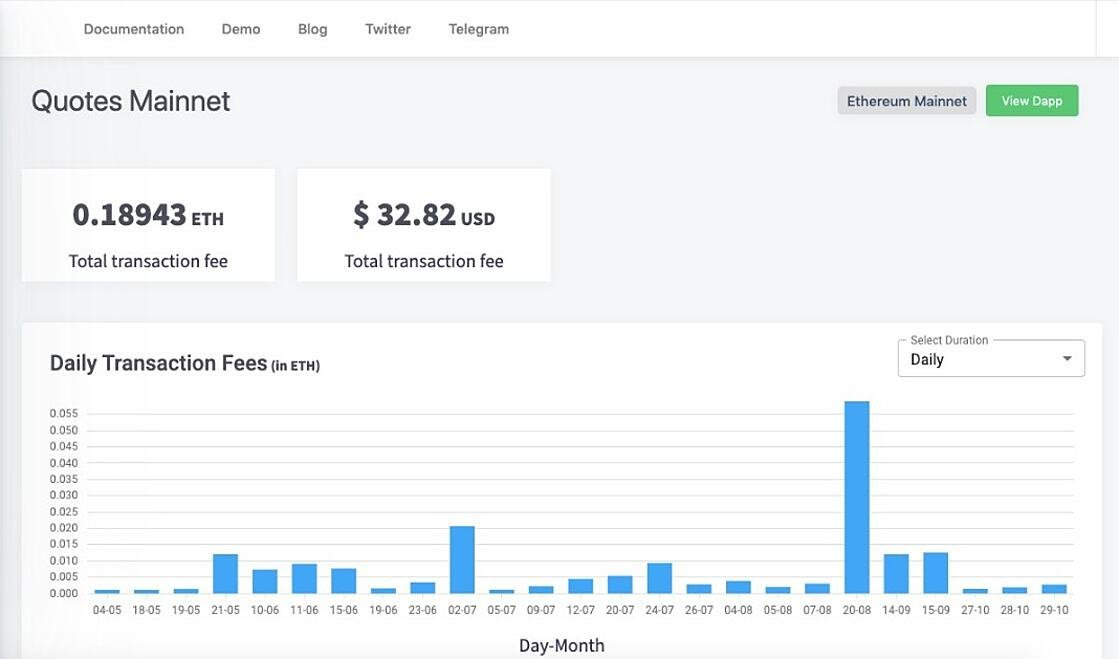 Documentation Demo Blog Twitter Telegram
Quotes Mainnet
Ethereum Mainnet View Dapp
0.18943 ETH
Total transaction fee
$ 32.82 USD
Total transaction fee
Daily Transaction Fees (in ETH)
Select Duration
Daily
0.055
0.050
0.045
0.040
0.035
0.030
0.025
0.020
0.015
0.010
0.005
0.000
04-05 18-05 19-05 21-05 10-06 11-06 15-06 19-06 23-06 02-07 05-07 09-07 12-07 20-07 24-07 26-07 04-08 05-08 07-08 20-08 14-09 15-09 27-10 28-10 29-10
Day-Month